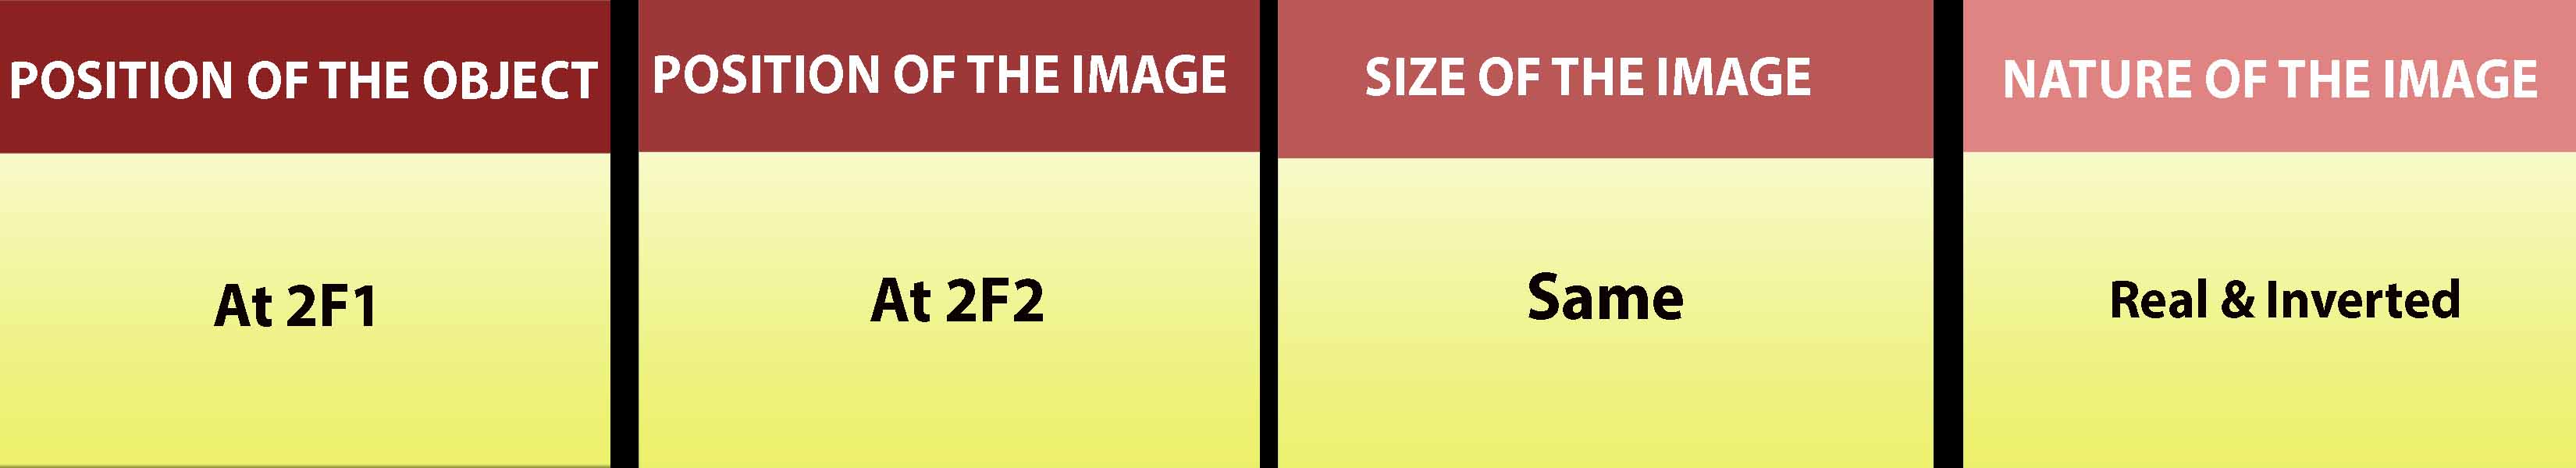 POSITION OF THE OBJECT
POSITION OF THE IMAGE
SIZE OF THE IMAGE
NATURE OF THE IMAGE
At 2F1
At 2F2
Same
Real & Inverted